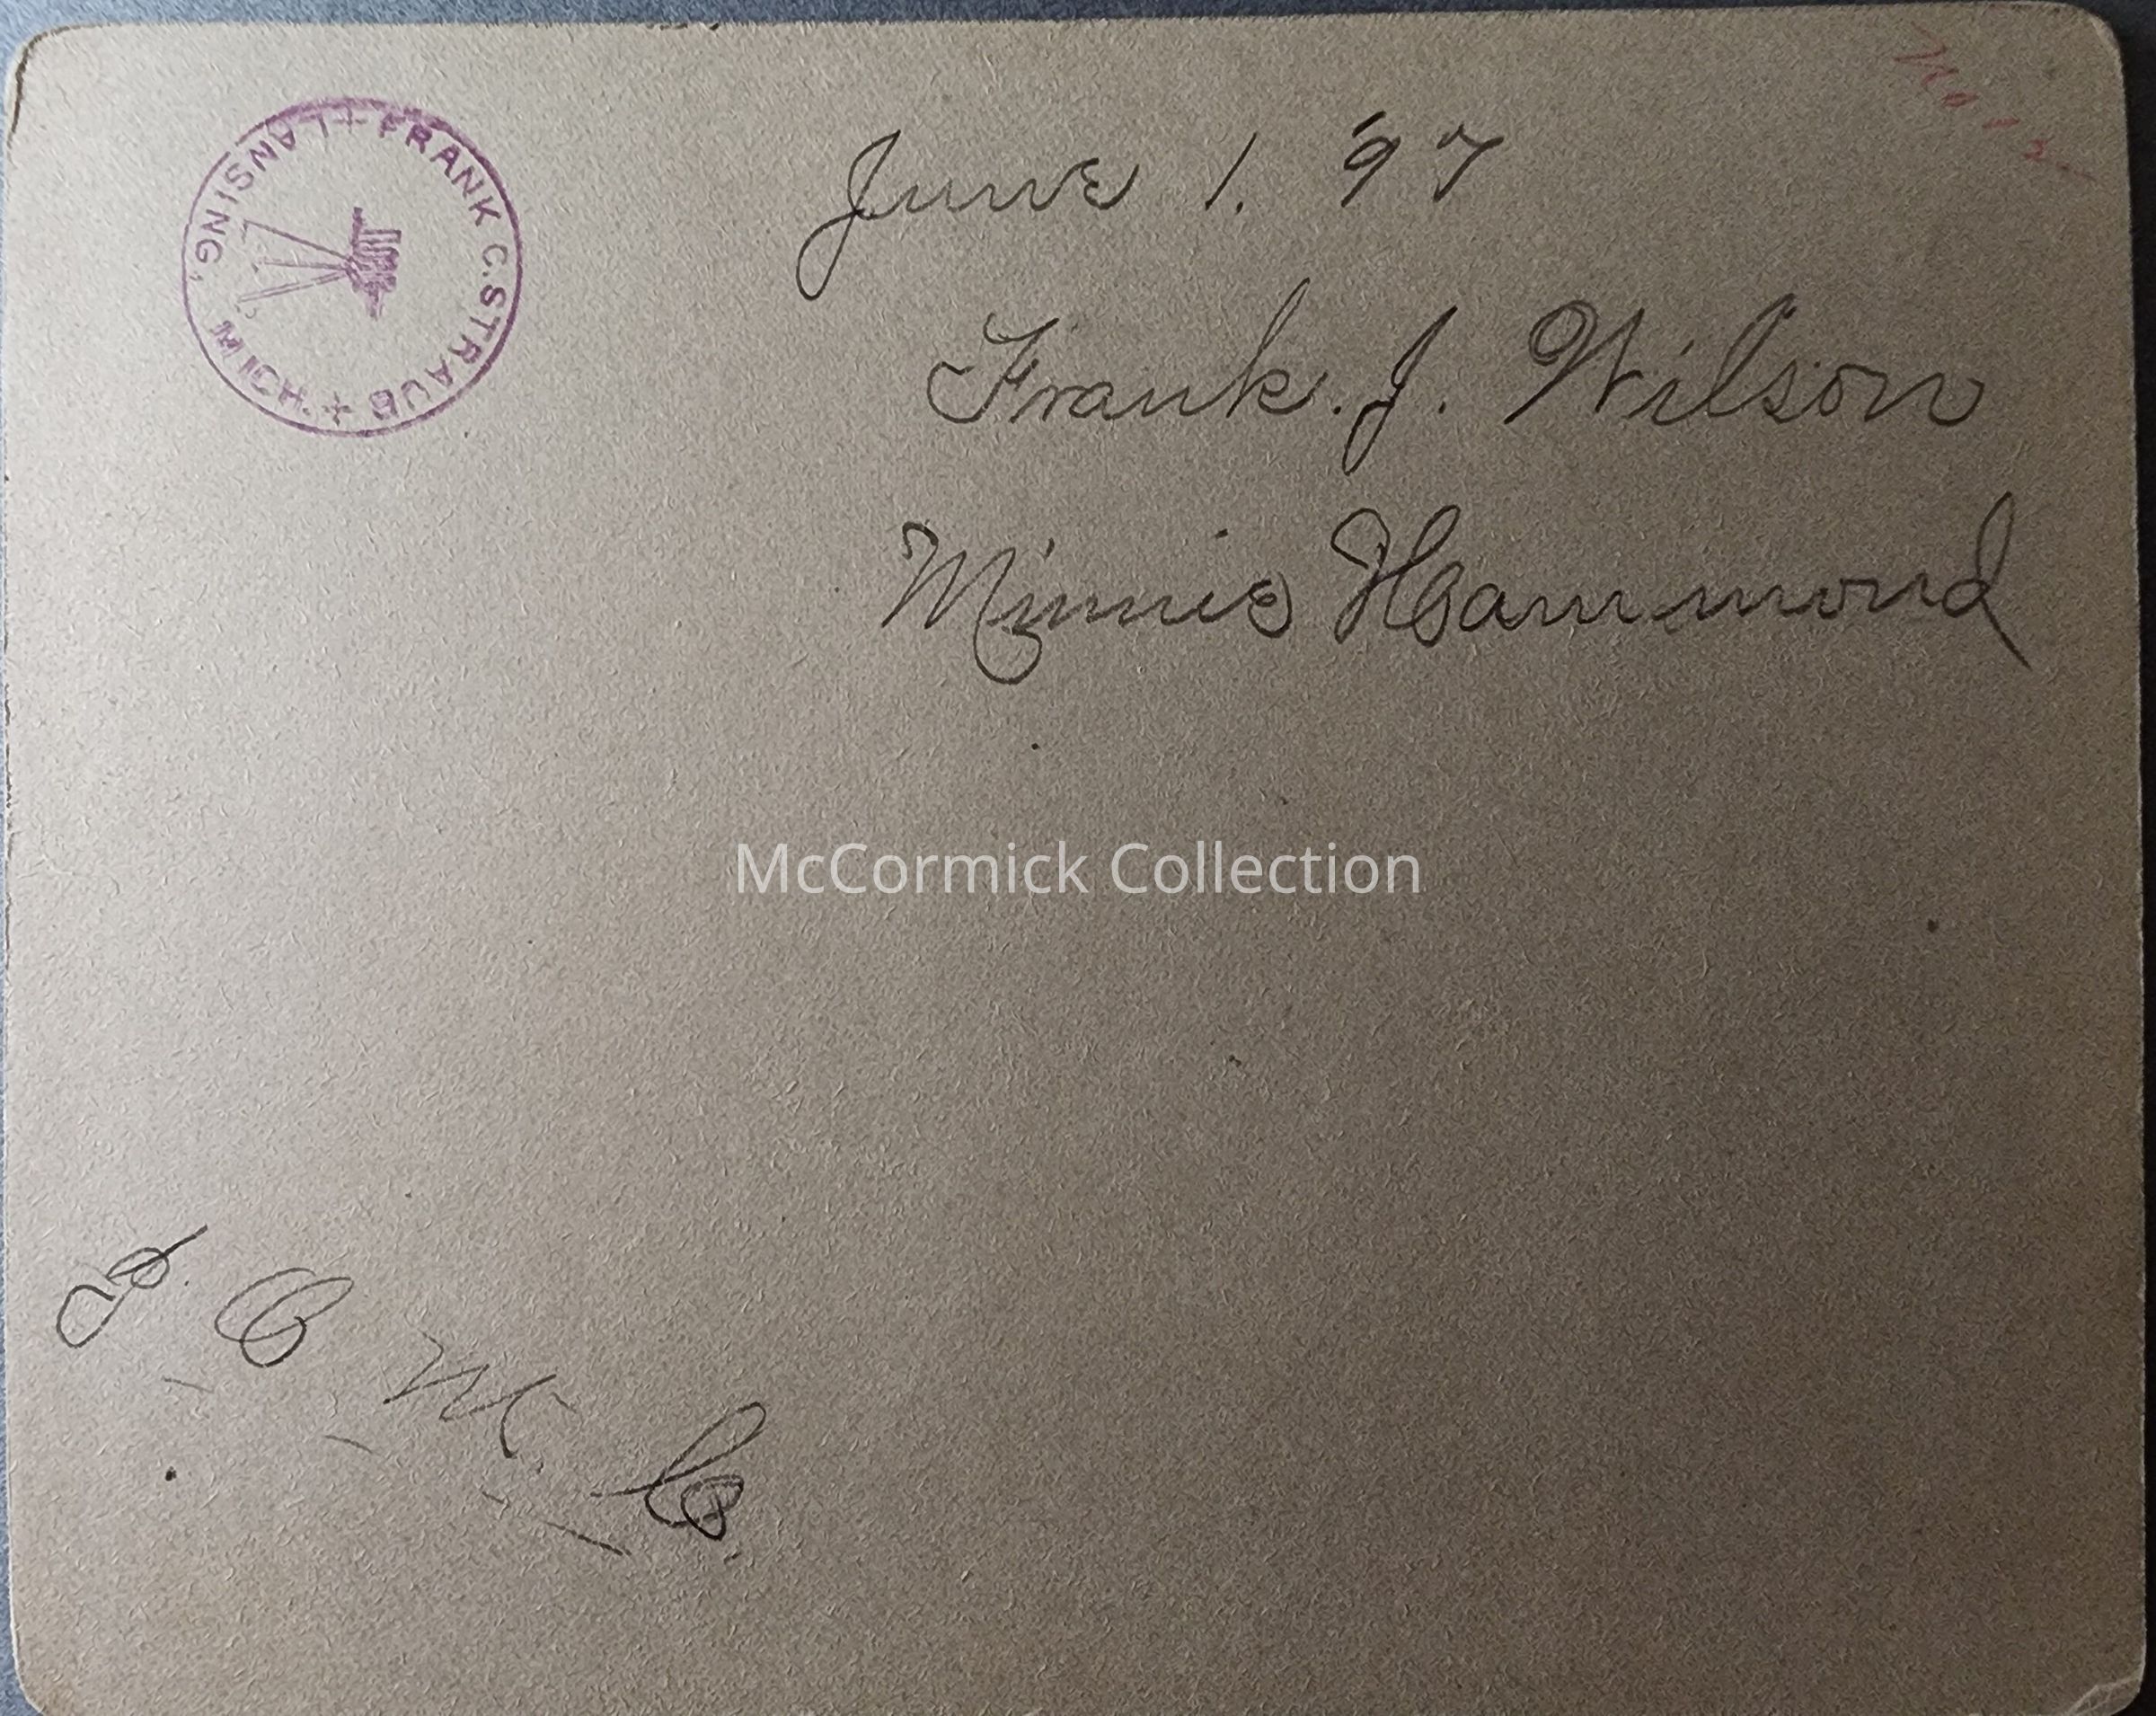 FRANK C. STRAUB + LANSING, MICH. +
June 1. '97
Frank. J. Wilson
Minnie Hammond
McCormick Collection